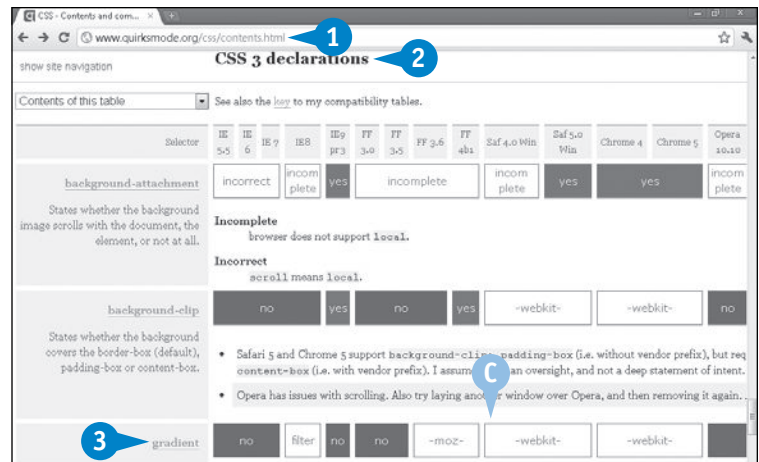 CSS - Contents and com...
www.quirksmode.org/css/contents.html
1
show site navigation
CSS 3 declarations
2
Contents of this table
See also the key to my compatibility tables.
Selector
IE 5.5
IE 6
IE 7
IE8
IE9 pr3
FF 3.0
FF 3.5
FF 3.6
FF 4b1
Saf 4.0 Win
Saf 5.0 Win
Chrome 4
Chrome 5
Opera 10.10
background-attachment
incorrect
incom plete
yes
incomplete
incom plete
yes
yes
incom plete
States whether the background
image scrolls with the document, the
element, or not at all.
Incomplete
browser does not support local.
Incorrect
scroll means local.
background-clip
no
yes
no
yes
-webkit-
-webkit-
no
States whether the background
covers the border-box (default),
padding-box or content-box.
• Safari 5 and Chrome 5 support background-clip: padding-box (i.e. without vendor prefix), but req
content-box (i.e. with vendor prefix). I assume an oversight, and not a deep statement of intent.
• Opera has issues with scrolling. Also try laying another window over Opera, and then removing it again. .
C
3
gradient
no
filter
no
no
-moz-
-webkit-
-webkit-